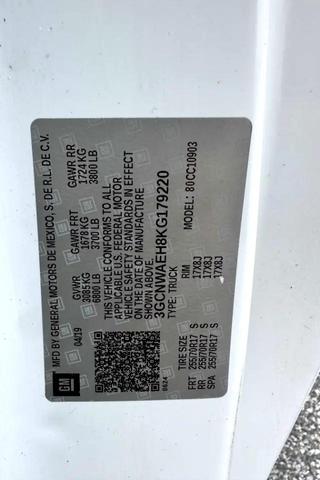 MFD BY GENERAL MOTORS DE MEXICO, S. DE R.L. DE C.V.
04/19 GVWR GAWR FRT GAWR RR
3085 KG 1678 KG 1724 KG
6800 LB 3700 LB 3800 LB
THIS VEHICLE CONFORMS TO ALL
APPLICABLE U.S. FEDERAL MOTOR
VEHICLE SAFETY STANDARDS IN EFFECT
ON THE DATE OF MANUFACTURE
SHOWN ABOVE.
3GCNWAEH8KG179220
TYPE: TRUCK MODEL: 80CC10903
TIRE SIZE RIM
FRT 255/70R17 S 17X8J
RR 255/70R17 S 17X8J
SPA 255/70R17 S 17X8J
GM
0624